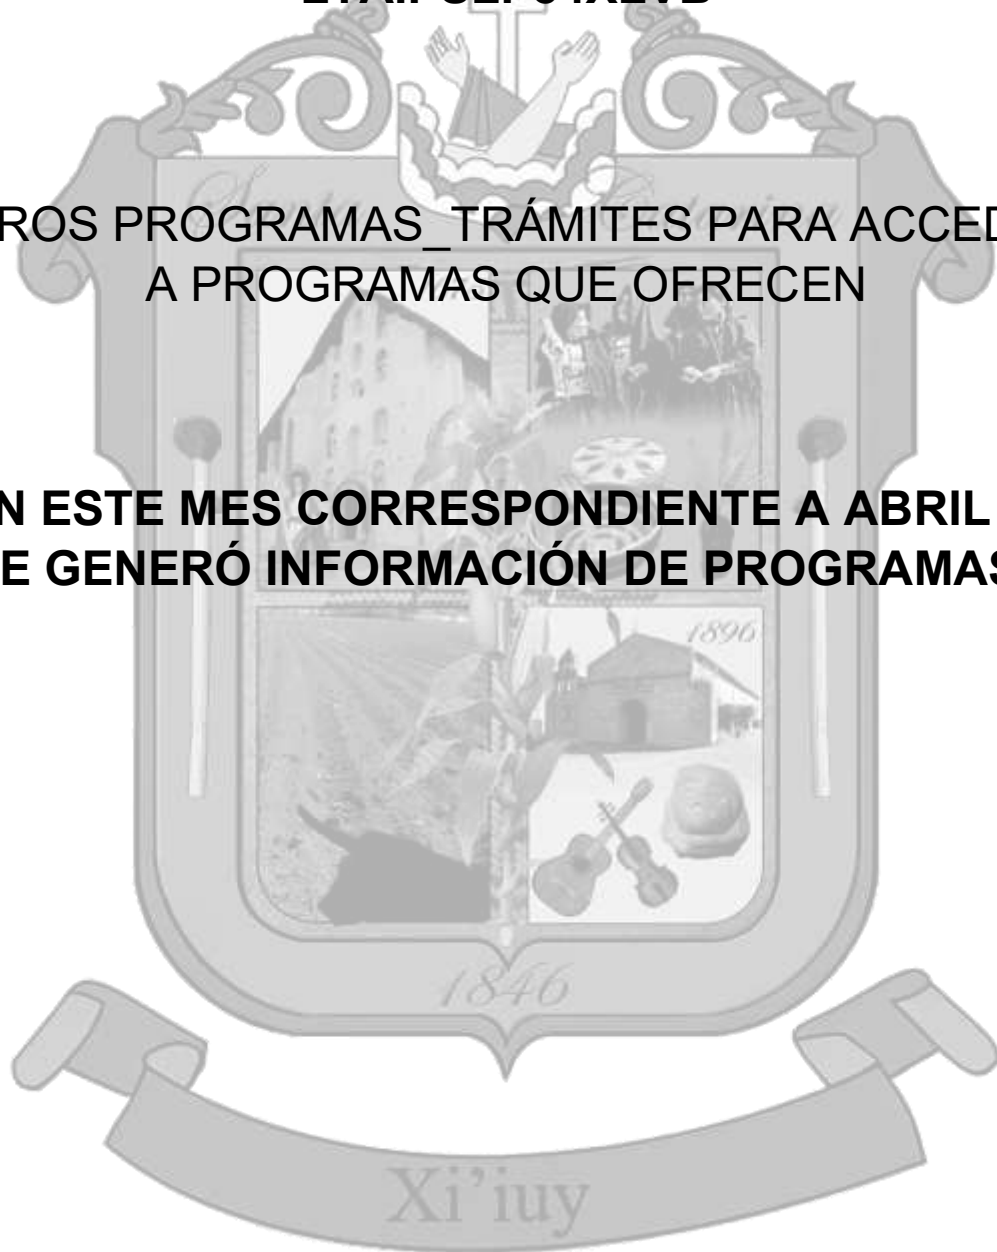 ROS PROGRAMAS_TRÁMITES PARA ACCED
A PROGRAMAS QUE OFRECEN
N ESTE MES CORRESPONDIENTE A ABRIL
E GENERÓ INFORMACIÓN DE PROGRAMAS
1896
1846
Xi'iuy